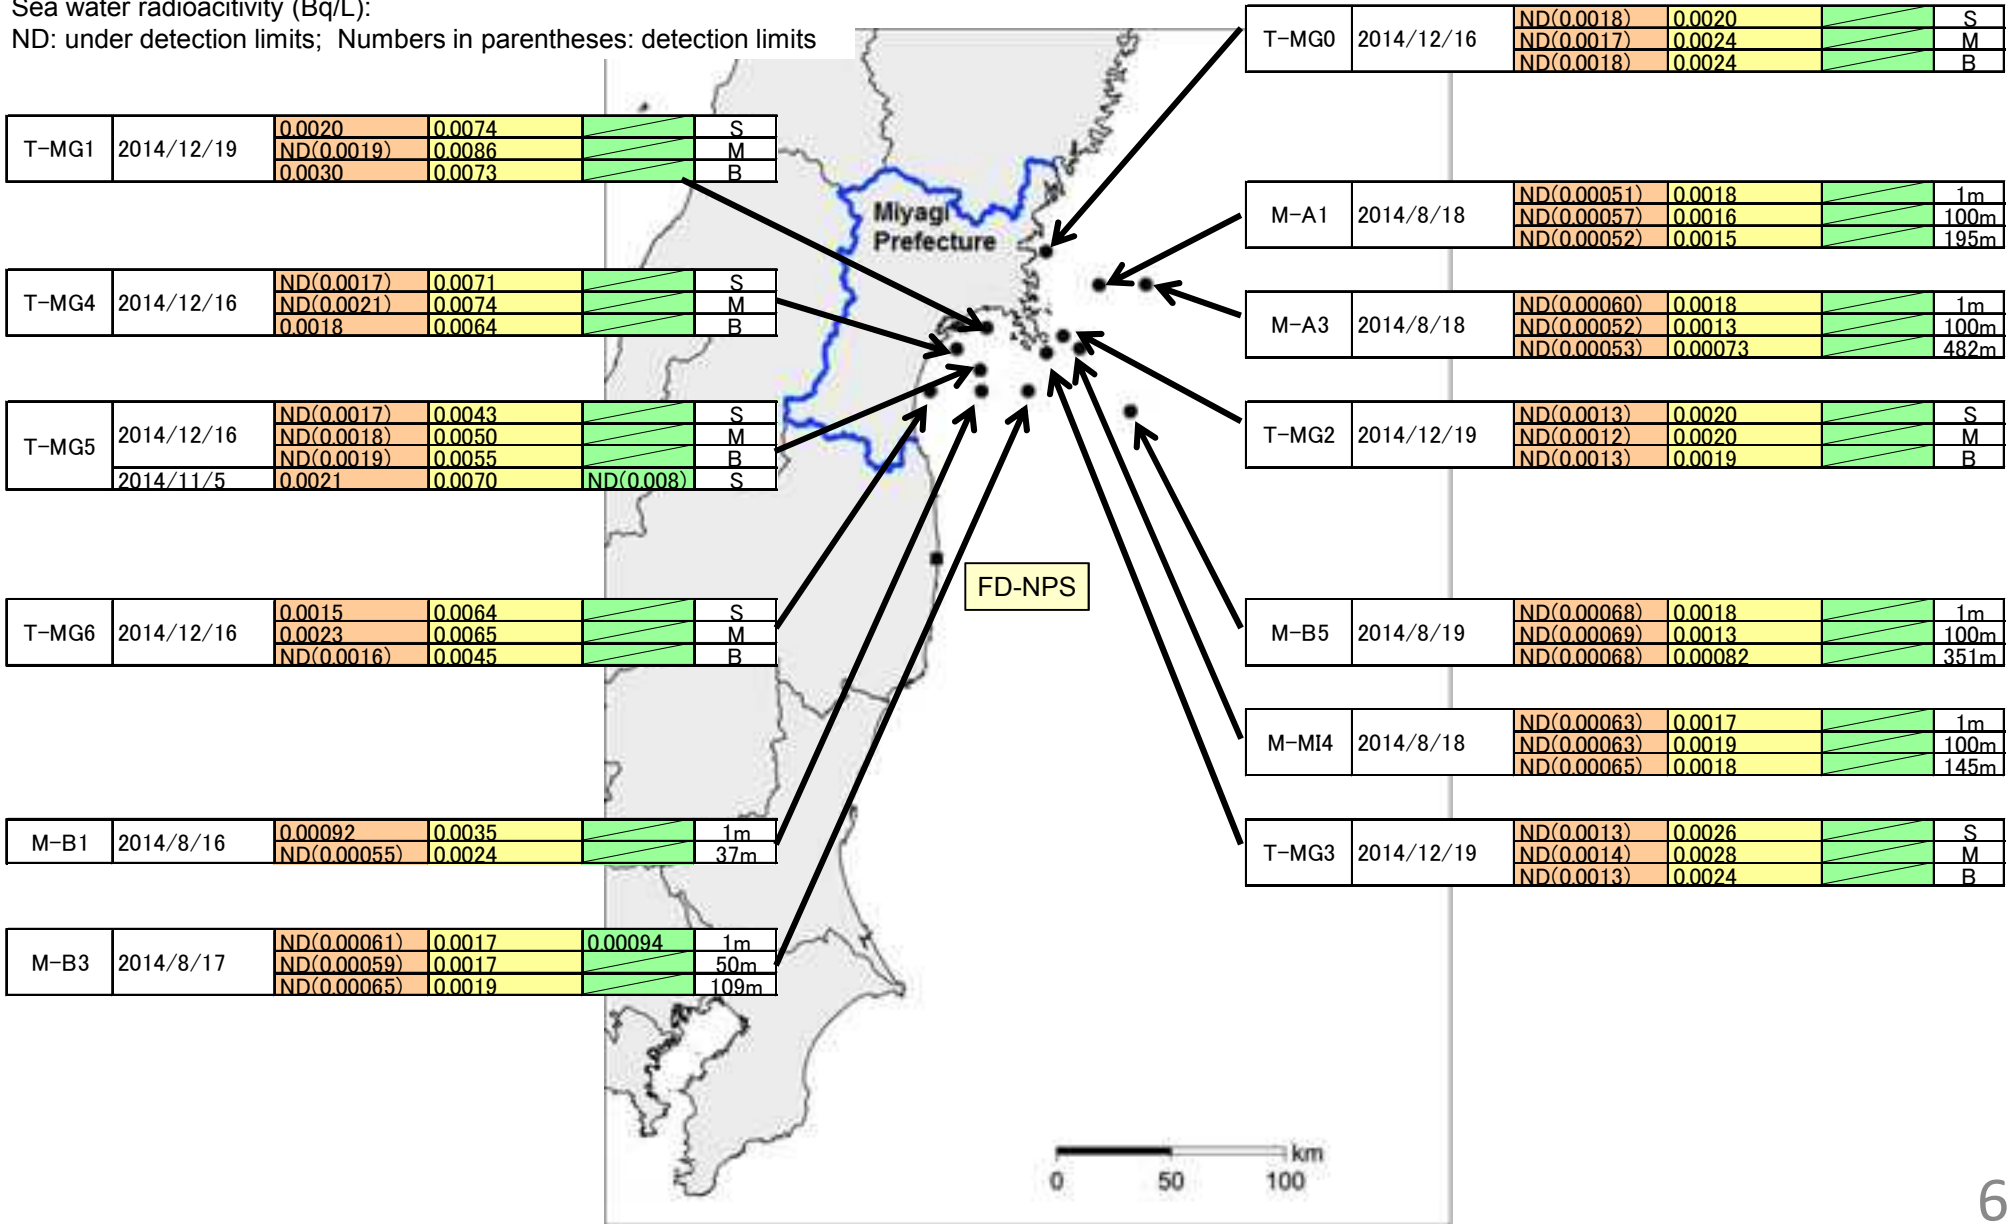 Sea water radioacitivity (Bq/L):
ND: under detection limits; Numbers in parentheses: detection limits
T-MG1 2014/12/19 0.0020 0.0074 S
ND(0.0019) 0.0086 M
0.0030 0.0073 B
T-MG4 2014/12/16 ND(0.0017) 0.0071 S
ND(0.0021) 0.0074 M
0.0018 0.0064 B
T-MG5 2014/12/16 ND(0.0017) 0.0043 S
ND(0.0018) 0.0050 M
ND(0.0019) 0.0055 B
2014/11/5 0.0021 0.0070 ND(0.008) S
T-MG6 2014/12/16 0.0015 0.0064 S
0.0023 0.0065 M
ND(0.0016) 0.0045 B
M-B1 2014/8/16 0.00092 0.0035 1m
ND(0.00055) 0.0024 37m
M-B3 2014/8/17 ND(0.00061) 0.0017 0.00094 1m
ND(0.00059) 0.0017 50m
ND(0.00065) 0.0019 109m
Miyagi
Prefecture
FD-NPS
km
0 50 100
T-MG0 2014/12/16 ND(0.0018) 0.0020 S
ND(0.0017) 0.0024 M
ND(0.0018) 0.0024 B
M-A1 2014/8/18 ND(0.00051) 0.0018 1m
ND(0.00057) 0.0016 100m
ND(0.00052) 0.0015 195m
M-A3 2014/8/18 ND(0.00060) 0.0018 1m
ND(0.00052) 0.0013 100m
ND(0.00053) 0.00073 482m
T-MG2 2014/12/19 ND(0.0013) 0.0020 S
ND(0.0012) 0.0020 M
ND(0.0013) 0.0019 B
M-B5 2014/8/19 ND(0.00068) 0.0018 1m
ND(0.00069) 0.0013 100m
ND(0.00068) 0.00082 351m
M-MI4 2014/8/18 ND(0.00063) 0.0017 1m
ND(0.00063) 0.0019 100m
ND(0.00065) 0.0018 145m
T-MG3 2014/12/19 ND(0.0013) 0.0026 S
ND(0.0014) 0.0028 M
ND(0.0013) 0.0024 B
6